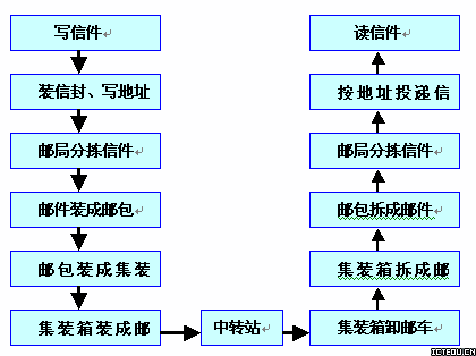 写信件
装信封、写地址
邮局分拣信件
邮件装成邮包
邮包装成集装
集装箱装成邮
中转站
集装箱卸邮车
集装箱拆成邮
邮包拆成邮件
邮局分拣信件
按地址投递信
读信件
ICTEDU.CN